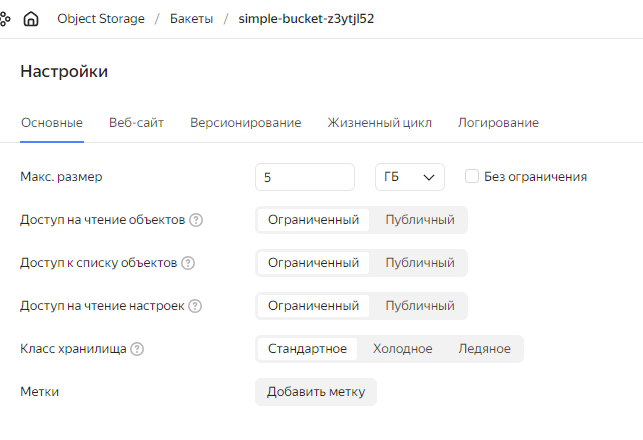 Object Storage / Бакеты / simple-bucket-z3ytjl52
Настройки
Основные Веб-сайт Версионирование Жизненный цикл Логирование
Макс. размер 5 ГБ Без ограничения
Доступ на чтение объектов ? Ограниченный Публичный
Доступ к списку объектов ? Ограниченный Публичный
Доступ на чтение настроек ? Ограниченный Публичный
Класс хранилища ? Стандартное Холодное Ледяное
Метки Добавить метку